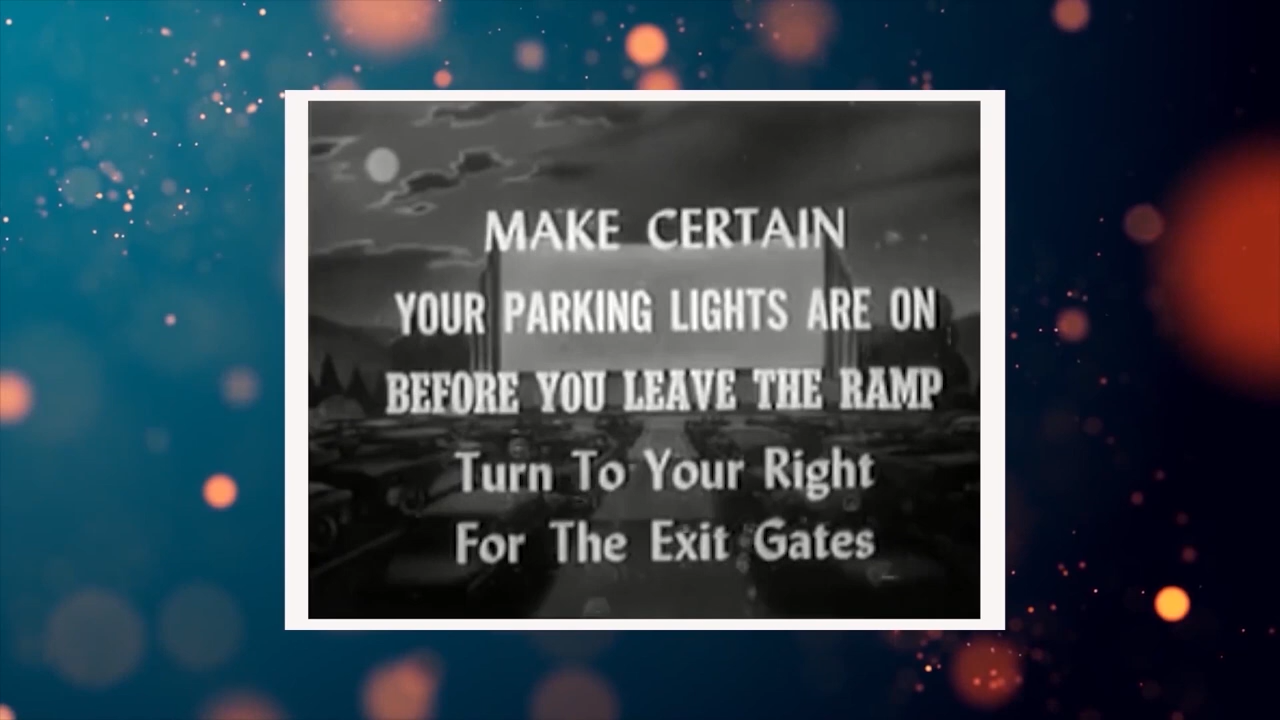 MAKE CERTAIN
YOUR PARKING LIGHTS ARE ON
BEFORE YOU LEAVE THE RAMP
Turn To Your Right
For The Exit Gates